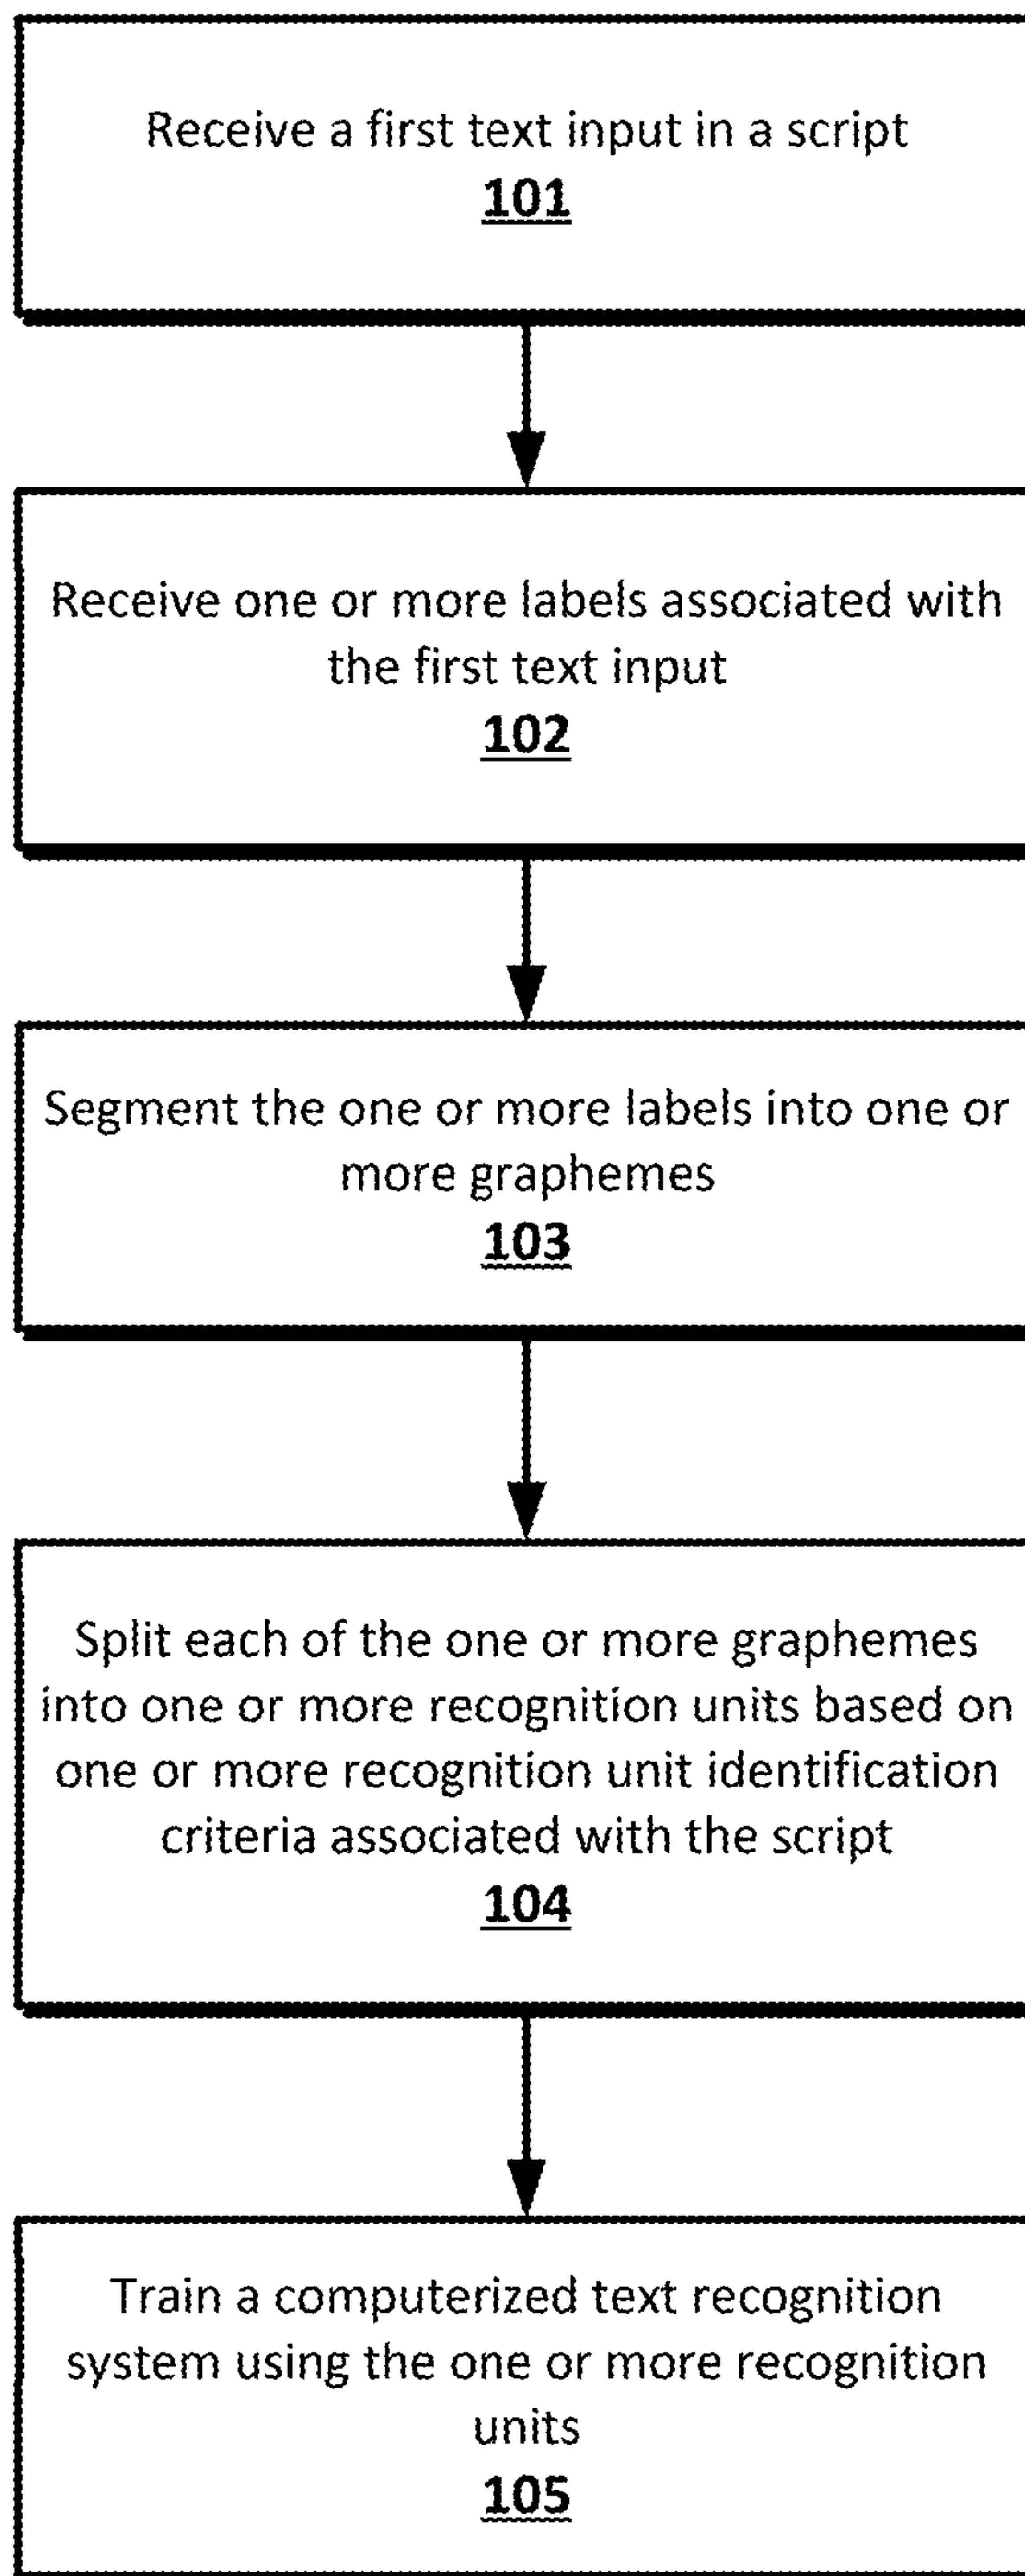 Receive a first text input in a script
101
Receive one or more labels associated with
the first text input
102
Segment the one or more labels into one or
more graphemes
103
Split each of the one or more graphemes
into one or more recognition units based on
one or more recognition unit identification
criteria associated with the script
104
Train a computerized text recognition
system using the one or more recognition
units
105